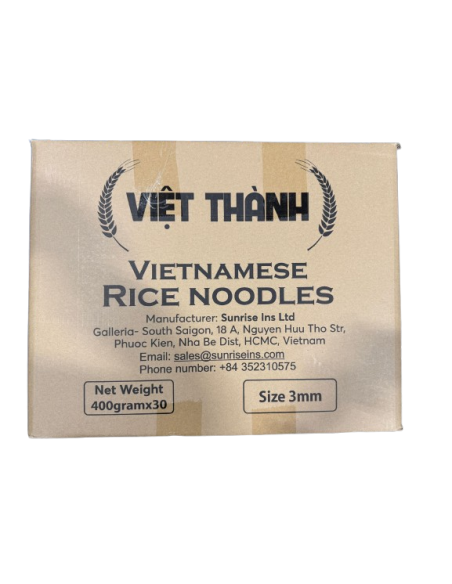 VIỆT THÀNH
VIETNAMESE
RICE NOODLES
Manufacturer: Sunrise Ins Ltd
Galleria- South Saigon, 18 A, Nguyen Huu Tho Str,
Phuoc Kien, Nha Be Dist, HCMC, Vietnam
Email: sales@sunriseins.com
Phone number: +84 352310575
Net Weight
400gramx30
Size 3mm